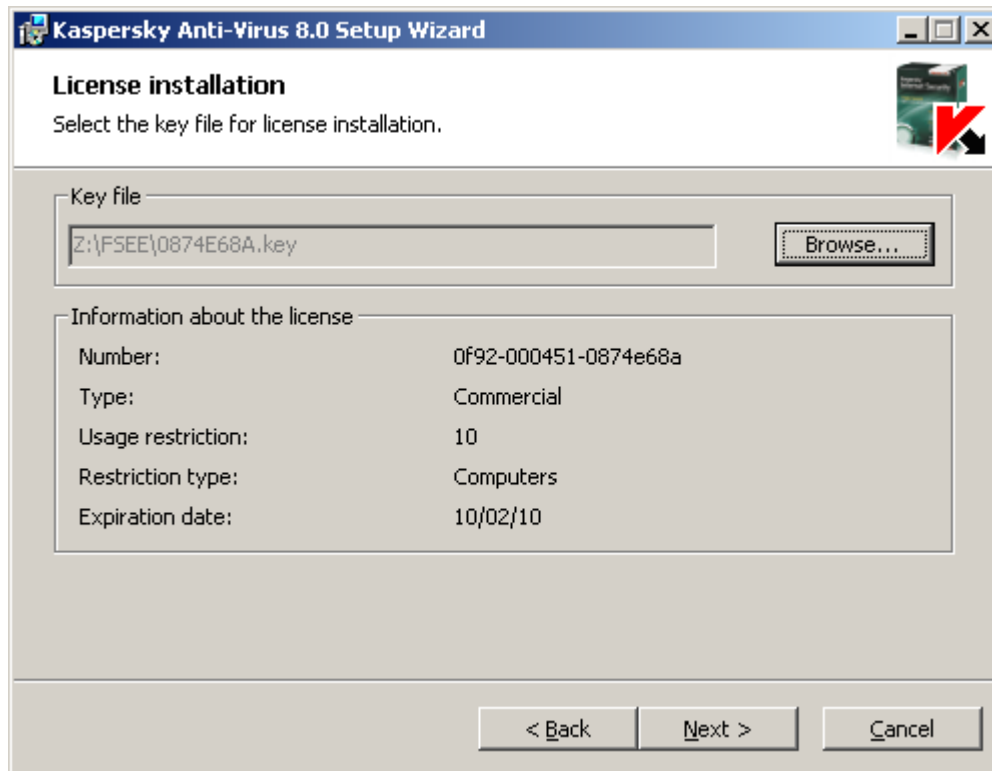 Kaspersky Anti-Virus 8.0 Setup Wizard
License installation
Select the key file for license installation.
Key file
Z:\FSEE\0874E68A.key
Browse...
Information about the license
Number: 0f92-000451-0874e68a
Type: Commercial
Usage restriction: 10
Restriction type: Computers
Expiration date: 10/02/10
< Back Next > Cancel